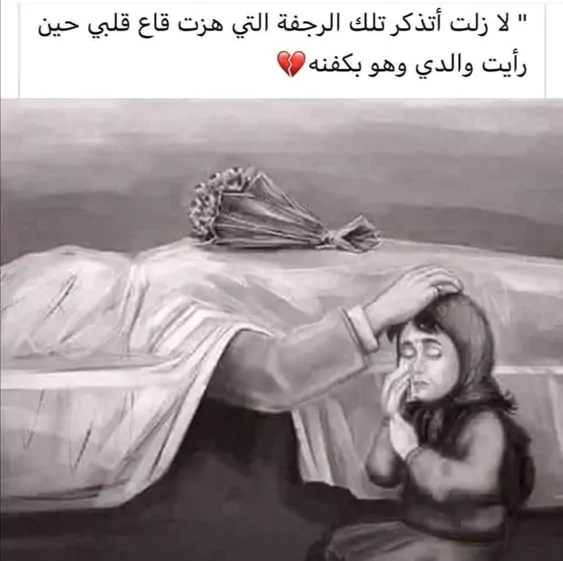 " لا زلت أتذكر تلك الرجفة التي هزت قاع قلبي حين
رأيت والدي وهو بكفنه💔